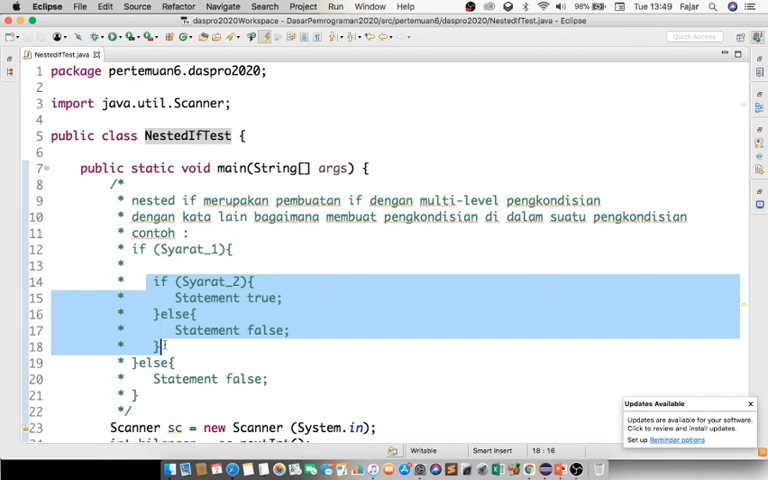 Eclipse File Edit Source Refactor Navigate Search Project Run Window Help 98% Tue 13:49 Fajar
daspro2020Workspace - DasarPemrograman2020/src/pertemuan6/daspro2020/NestedIfTest.java - Eclipse
Quick Access
NestedIfTest.java
1 package pertemuan6.daspro2020;
2
3 import java.util.Scanner;
4
5 public class NestedIfTest {
6
7 public static void main(String[] args) {
8 /*
9 * nested if merupakan pembuatan if dengan multi-level pengkondisian
10 * dengan kata lain bagaimana membuat pengkondisian di dalam suatu pengkondisian
11 * contoh :
12 * if (Syarat_1){
13 *
14 * if (Syarat_2){
15 * Statement true;
16 * }else{
17 * Statement false;
18 * }
19 * }else{
20 * Statement false;
21 * }
22 */
23 Scanner sc = new Scanner (System.in);
Updates Available
Updates are available for your software.
Click to review and install updates.
Set up Reminder options
Writable Smart Insert 18 : 16